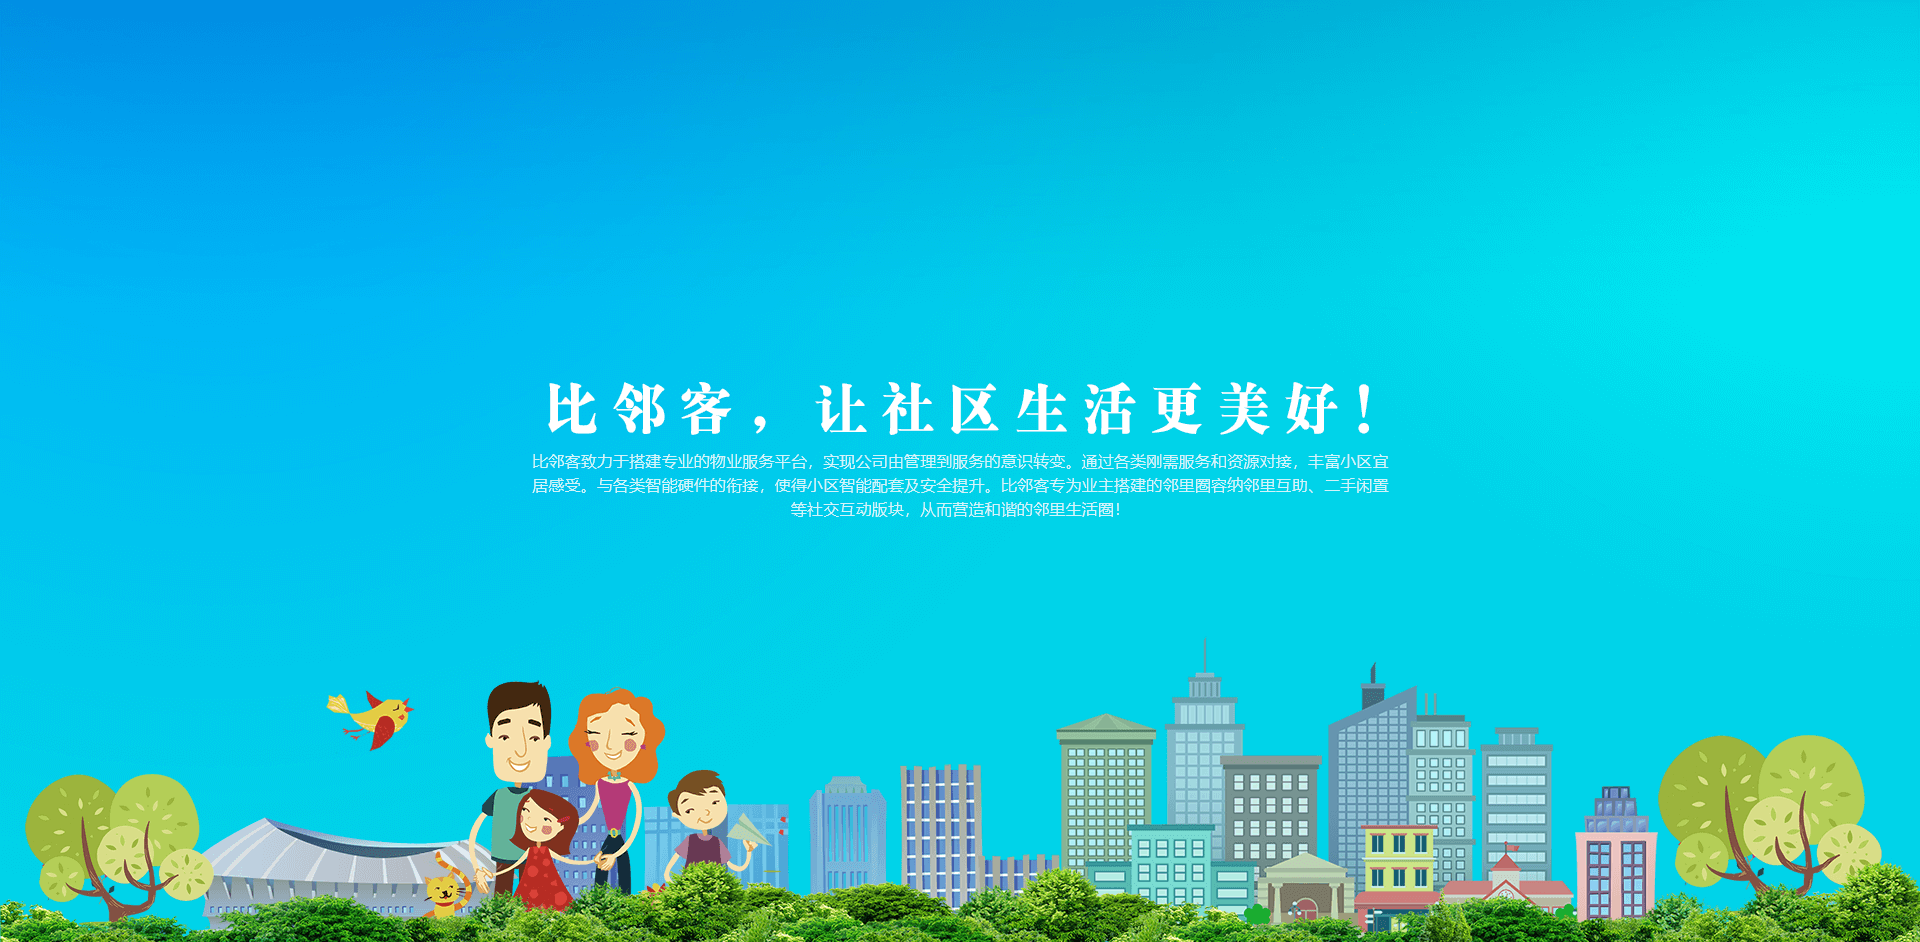 比邻客，让社区生活更美好！
比邻客致力于搭建专业的物业服务平台，实现公司由管理到服务的意识转变。通过各类刚需服务和资源对接，丰富小区宜
居感受。与各类智能硬件的衔接，使得小区智能配套及安全提升。比邻客专为业主搭建的邻里圈容纳邻里互助、二手闲置
等社交互动版块，从而营造和谐的邻里生活圈！